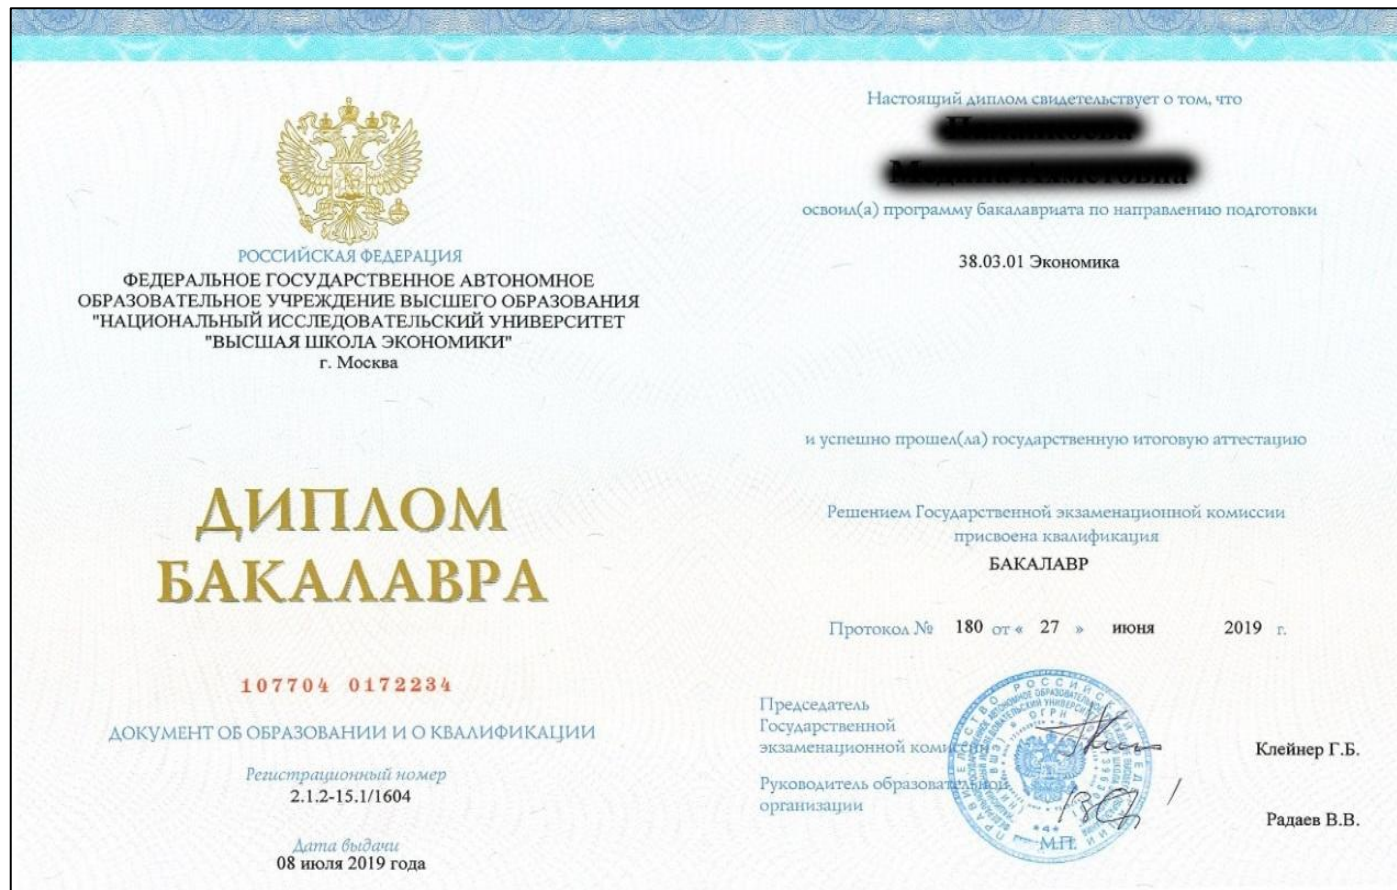 РОССИЙСКАЯ ФЕДЕРАЦИЯ
ФЕДЕРАЛЬНОЕ ГОСУДАРСТВЕННОЕ АВТОНОМНОЕ
ОБРАЗОВАТЕЛЬНОЕ УЧРЕЖДЕНИЕ ВЫСШЕГО ОБРАЗОВАНИЯ
"НАЦИОНАЛЬНЫЙ ИССЛЕДОВАТЕЛЬСКИЙ УНИВЕРСИТЕТ
"ВЫСШАЯ ШКОЛА ЭКОНОМИКИ"
г. Москва
ДИПЛОМ
БАКАЛАВРА
107704 0172234
ДОКУМЕНТ ОБ ОБРАЗОВАНИИ И О КВАЛИФИКАЦИИ
Регистрационный номер
2.1.2-15.1/1604
Дата выдачи
08 июля 2019 года
Настоящий диплом свидетельствует о том, что
освоил(а) программу бакалавриата по направлению подготовки
38.03.01 Экономика
и успешно прошел(ла) государственную итоговую аттестацию
Решением Государственной экзаменационной комиссии
присвоена квалификация
БАКАЛАВР
Протокол № 180 от « 27 » июня 2019 г.
Председатель
Государственной
экзаменационной комиссии
Клейнер Г.Б.
Руководитель образовательной
организации
Радаев В.В.
М.П.